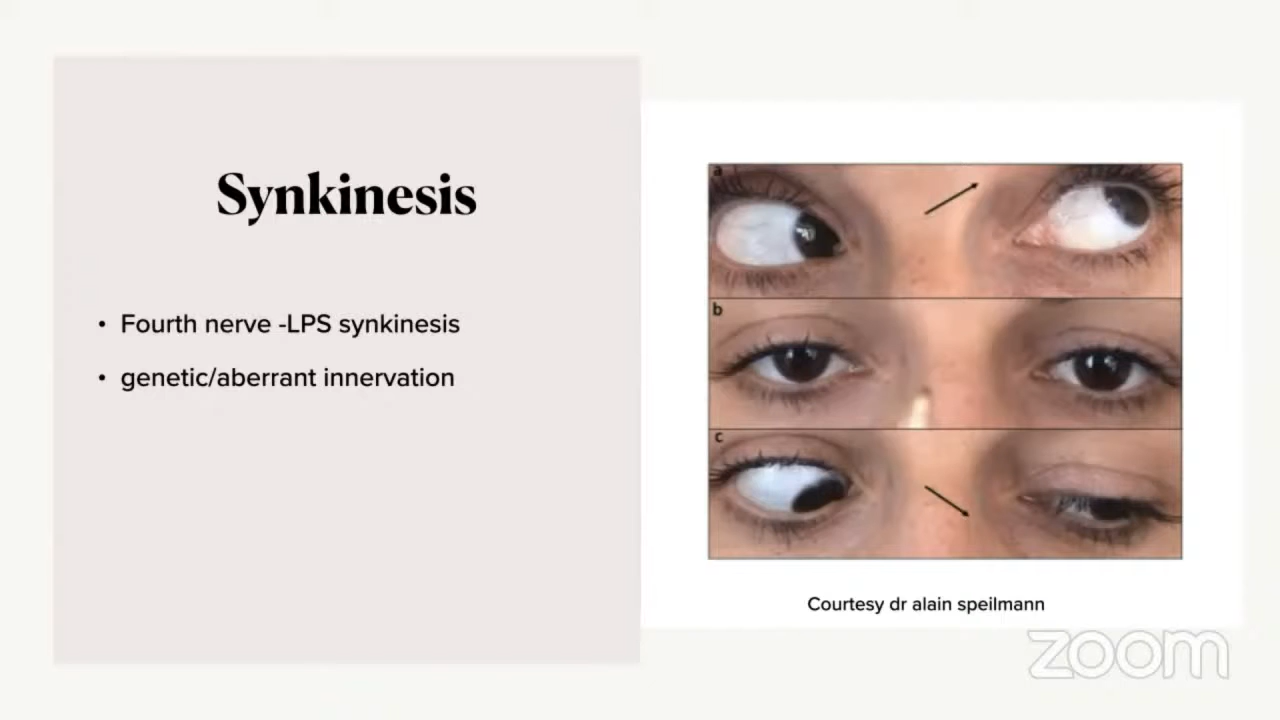 Synkinesis
• Fourth nerve -LPS synkinesis
• genetic/aberrant innervation
a
b
c
Courtesy dr alain speilmann
zoom